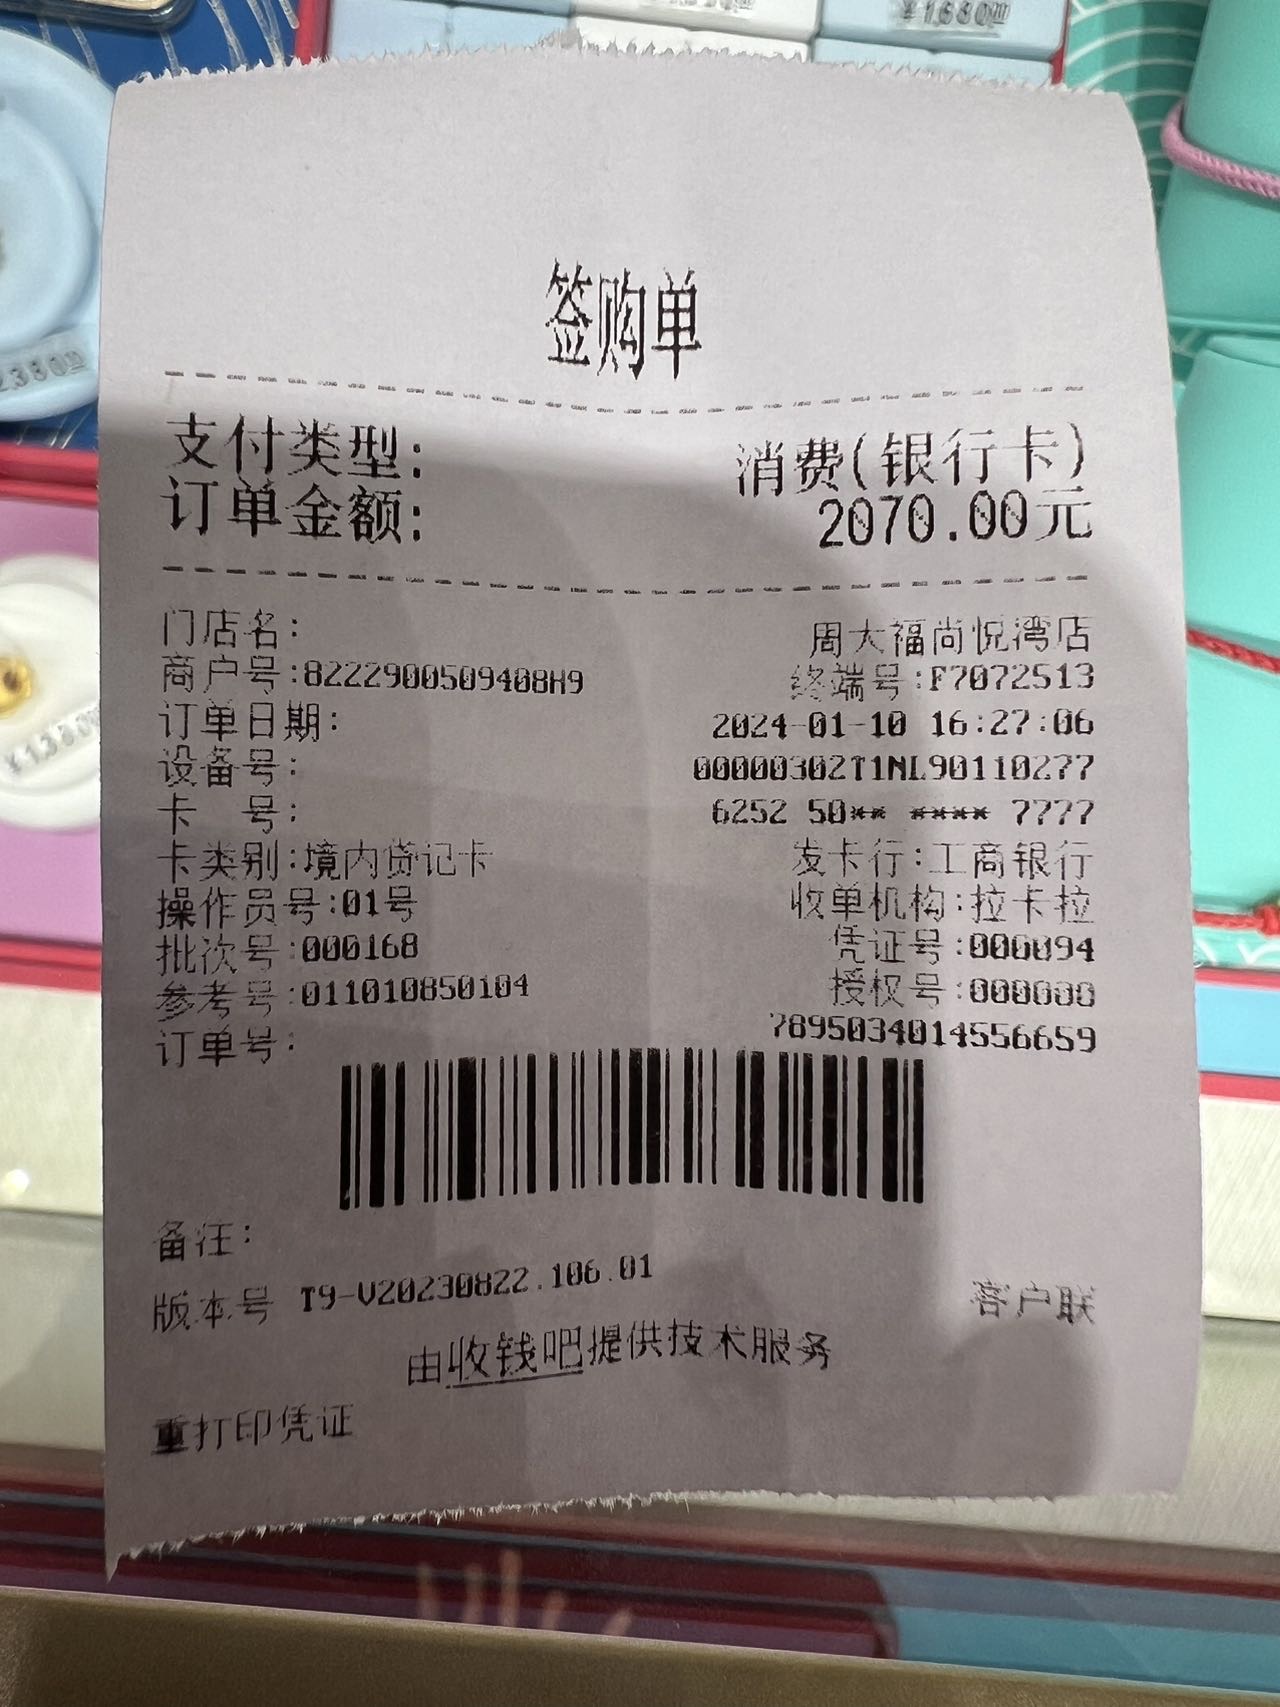 ¥1680
2380
¥1380
签购单
支付类型: 消费(银行卡)
订单金额: 2070.00元
门店名: 周大福尚悦湾店
商户号:8222900509408H9 终端号:F7072513
订单日期: 2024-01-10 16:27:06
设备号: 00000302T1NL90110277
卡 号: 6252 50** **** 7777
卡类别:境内贷记卡 发卡行:工商银行
操作员号:01号 收单机构:拉卡拉
批次号:000168 凭证号:000894
参考号:011010850104 授权号:000000
订单号: 7895034014556659
备注:
版本号 T9-V20230822.106.01 客户联
由收钱吧提供技术服务
重打印凭证